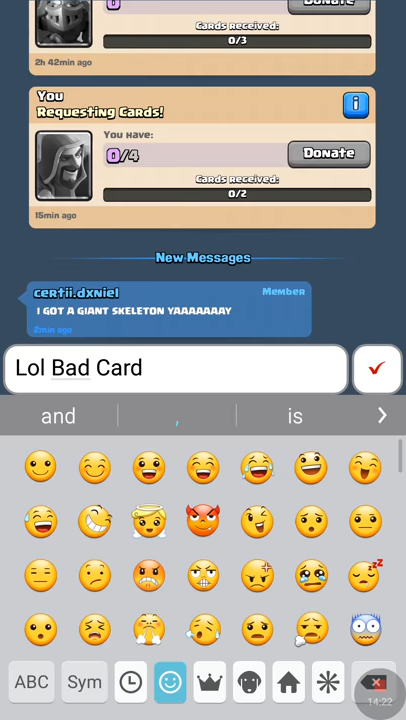 0
Donate
Cards received:
0/3
2h 42min ago
You
Requesting Cards!
i
You have:
0/4
Donate
Cards received:
0/2
15min ago
New Messages
certii.dxniel
Member
I GOT A GIANT SKELETON YAAAAAAAY
2min ago
Lol Bad Card
and
,
is
ABC
Sym
14:22